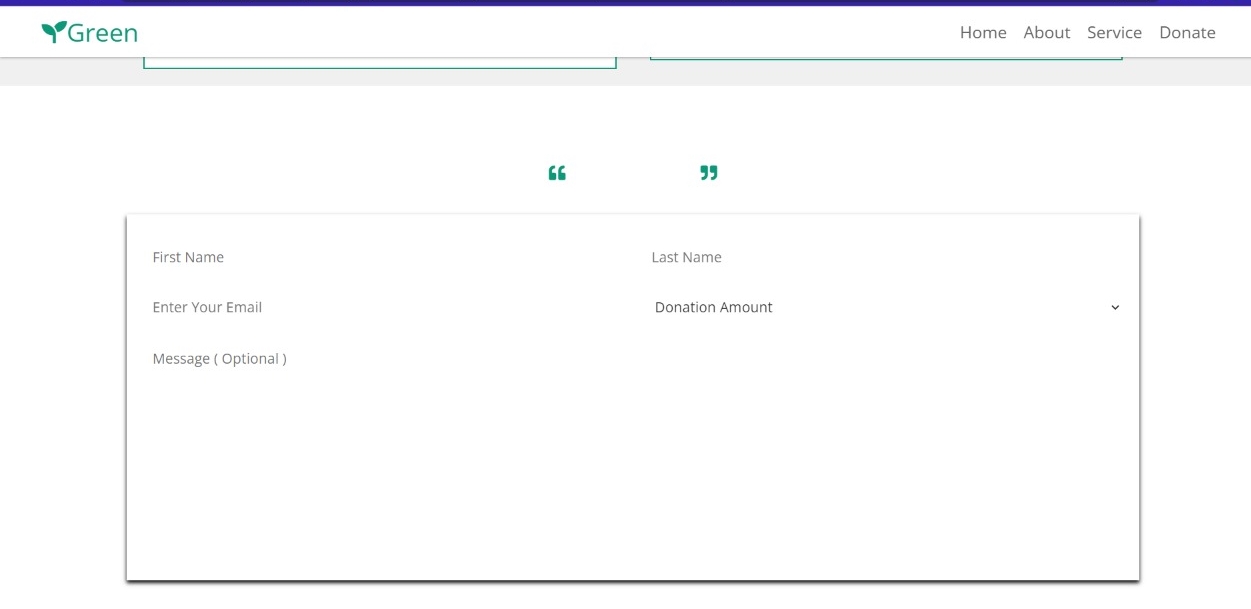 Green
Home About Service Donate
“ ”
First Name Last Name
Enter Your Email Donation Amount
Message ( Optional )